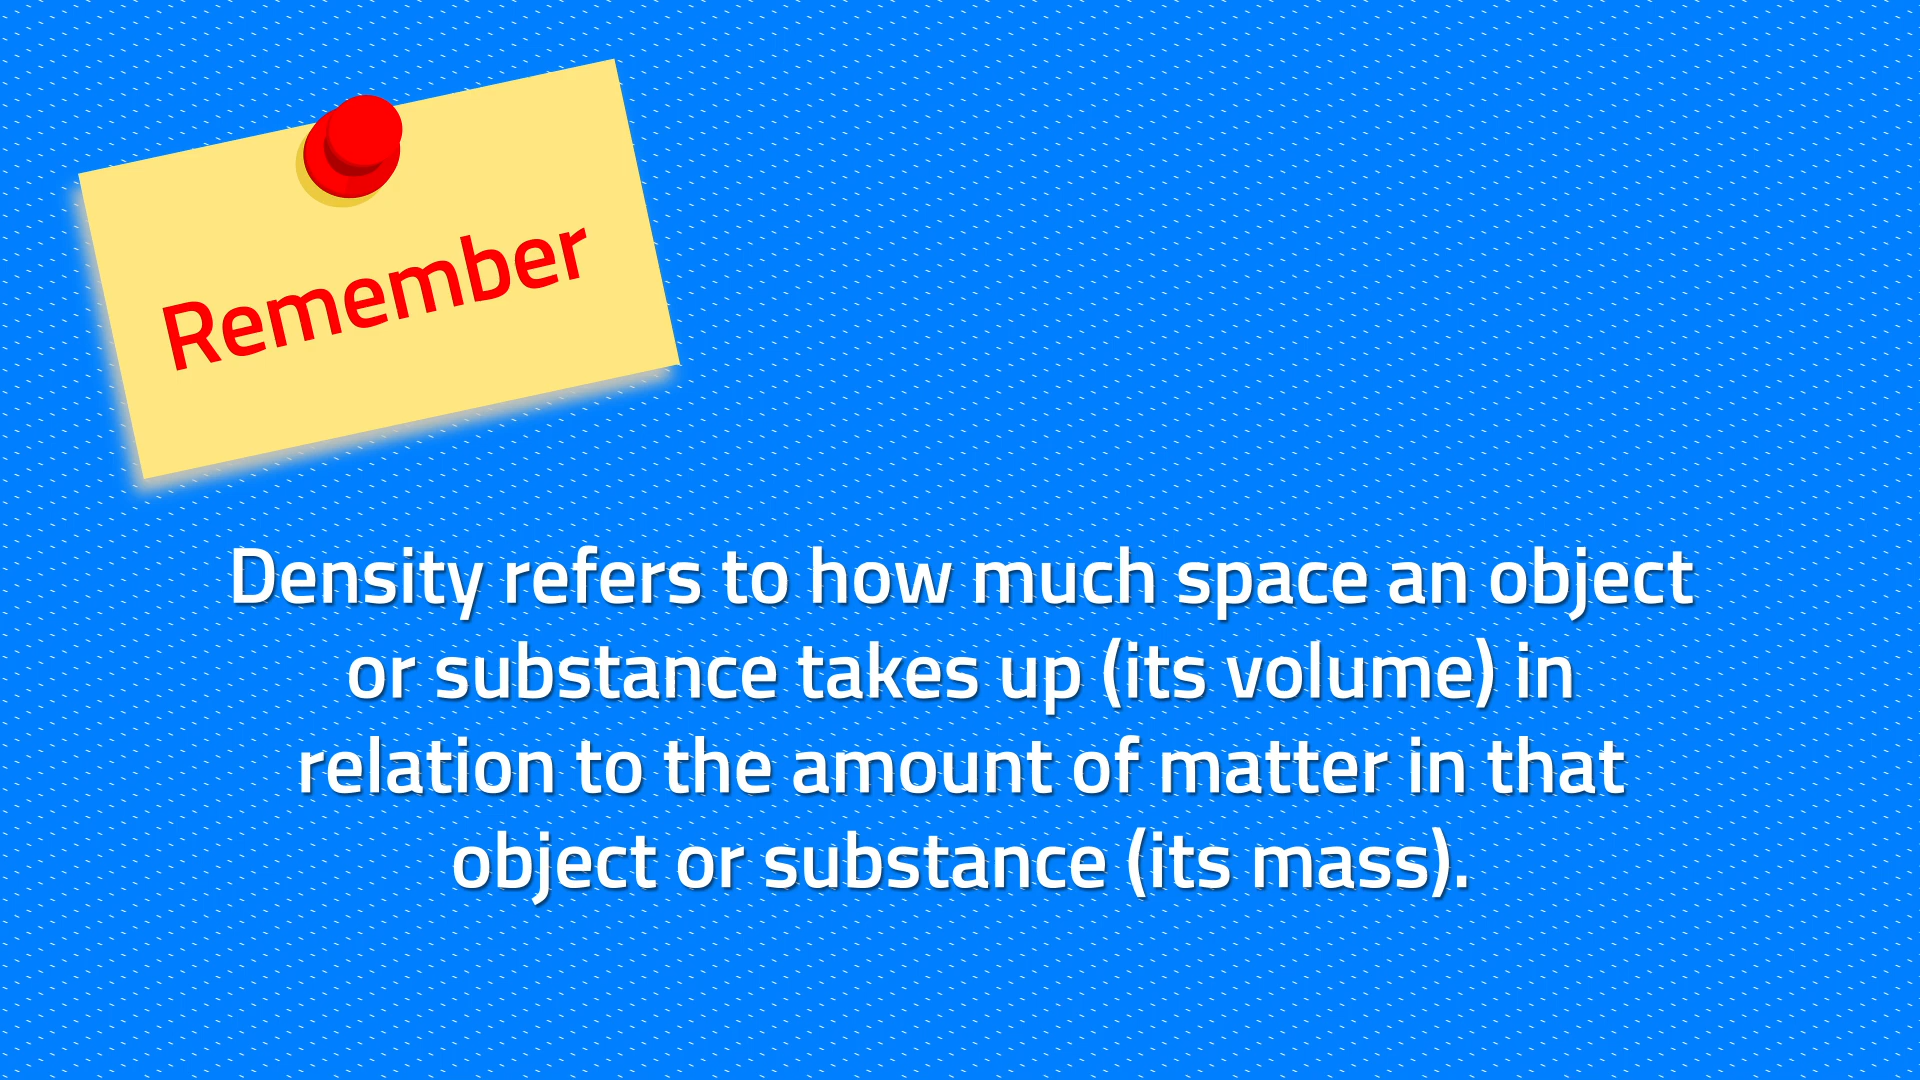 Remember
Density refers to how much space an object
or substance takes up (its volume) in
relation to the amount of matter in that
object or substance (its mass).